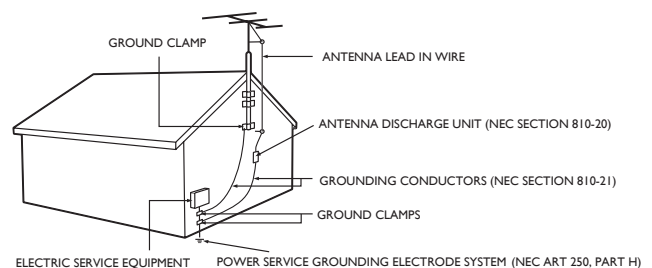 GROUND CLAMP
ANTENNA LEAD IN WIRE
ANTENNA DISCHARGE UNIT (NEC SECTION 810-20)
GROUNDING CONDUCTORS (NEC SECTION 810-21)
GROUND CLAMPS
ELECTRIC SERVICE EQUIPMENT
POWER SERVICE GROUNDING ELECTRODE SYSTEM (NEC ART 250, PART H)